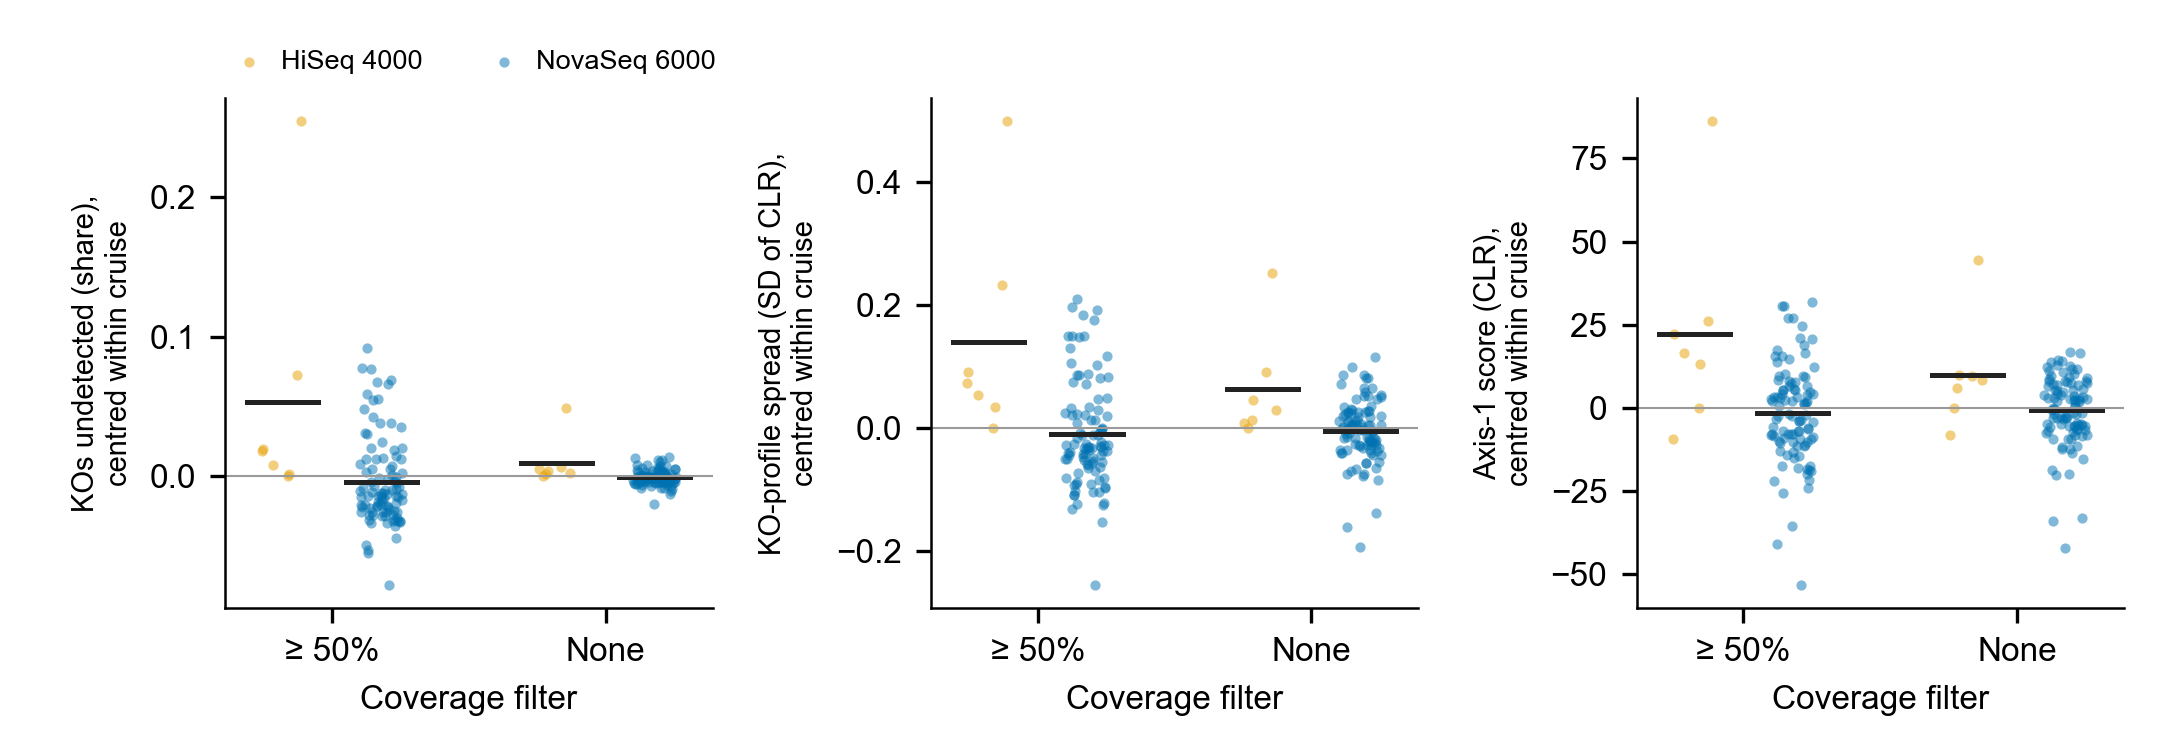 HiSeq 4000
NovaSeq 6000
KOs undetected (share),
centred within cruise
0.2
0.1
0.0
≥ 50%
None
Coverage filter
KO-profile spread (SD of CLR),
centred within cruise
0.4
0.2
0.0
−0.2
≥ 50%
None
Coverage filter
Axis-1 score (CLR),
centred within cruise
75
50
25
0
−25
−50
≥ 50%
None
Coverage filter